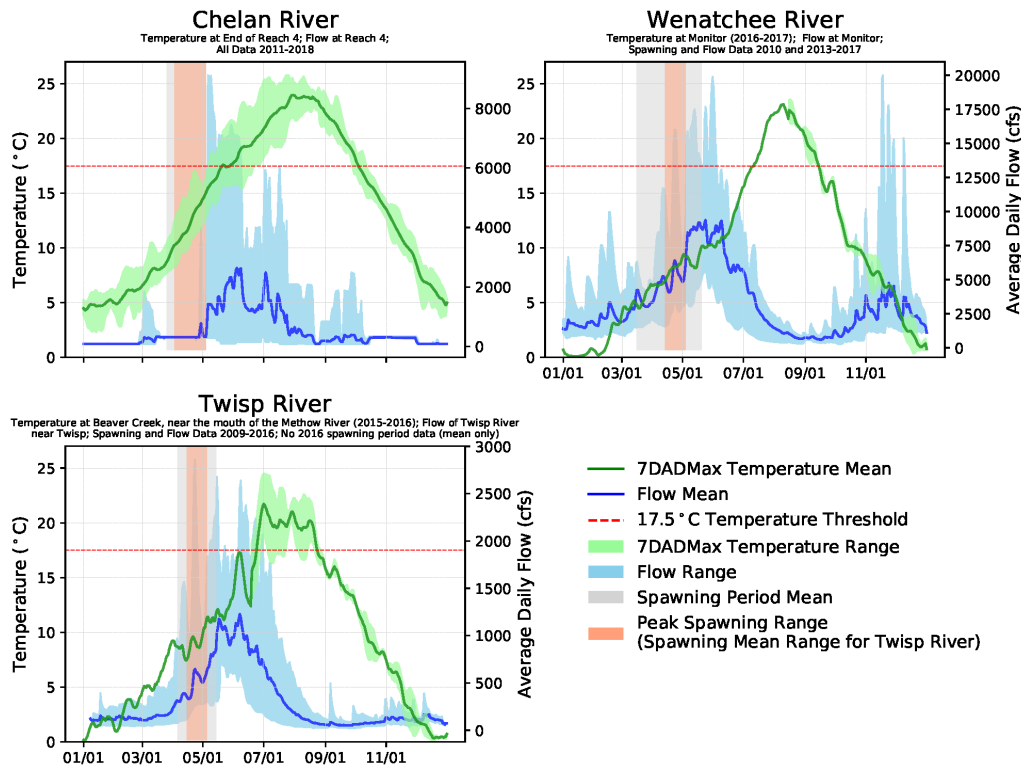 Chelan River
Temperature at End of Reach 4; Flow at Reach 4;
All Data 2011-2018
Temperature (°C)
25
20
15
10
5
0
8000
6000
4000
2000
0
Wenatchee River
Temperature at Monitor (2016-2017);  Flow at Monitor;
Spawning and Flow Data 2010 and 2013-2017
25
20
15
10
5
0
20000
17500
15000
12500
10000
7500
5000
2500
0
Average Daily Flow (cfs)
01/01 03/01 05/01 07/01 09/01 11/01
Twisp River
Temperature at Beaver Creek, near the mouth of the Methow River (2015-2016); Flow of Twisp River
near Twisp; Spawning and Flow Data 2009-2016; No 2016 spawning period data (mean only)
Temperature (°C)
25
20
15
10
5
0
3000
2500
2000
1500
1000
500
0
Average Daily Flow (cfs)
01/01 03/01 05/01 07/01 09/01 11/01
7DADMax Temperature Mean
Flow Mean
17.5°C Temperature Threshold
7DADMax Temperature Range
Flow Range
Spawning Period Mean
Peak Spawning Range
(Spawning Mean Range for Twisp River)